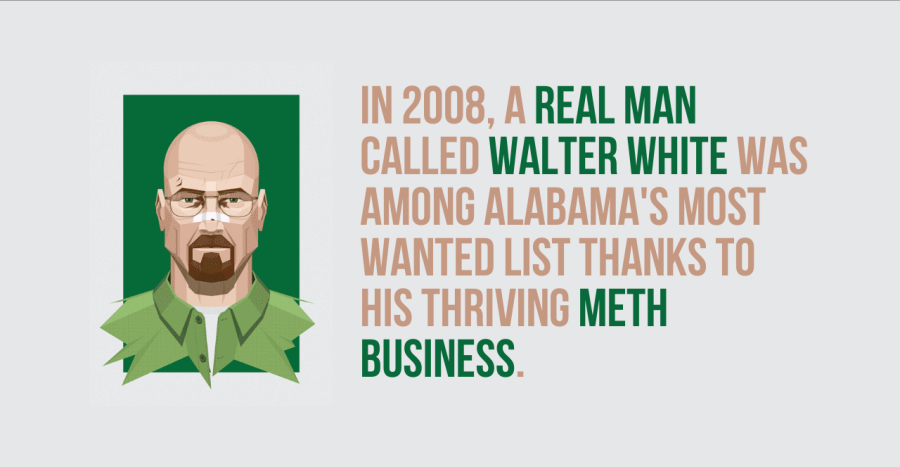 IN 2008, A REAL MAN
CALLED WALTER WHITE WAS
AMONG ALABAMA'S MOST
WANTED LIST THANKS TO
HIS THRIVING METH
BUSINESS.